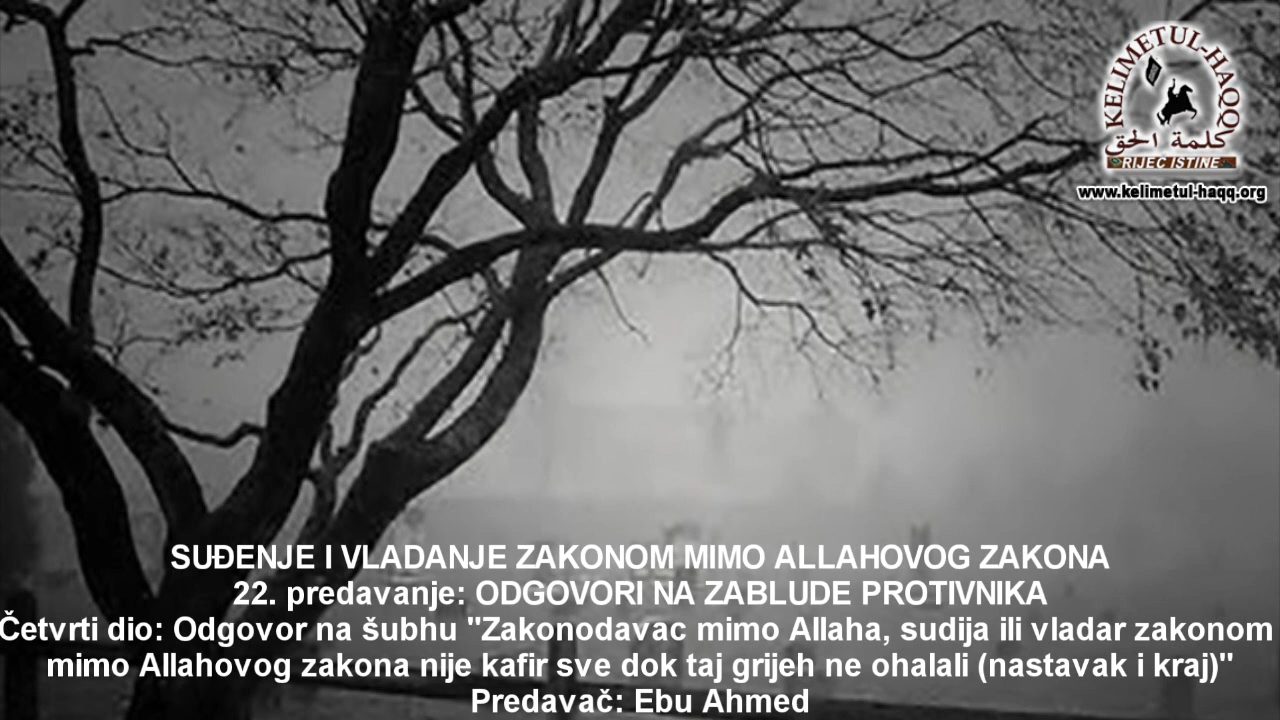 KELIMETUL-HAQQ
كلمة الحق
RIJEC ISTINE
www.kelimetul-haqq.org
SUĐENJE I VLADANJE ZAKONOM MIMO ALLAHOVOG ZAKONA
22. predavanje: ODGOVORI NA ZABLUDE PROTIVNIKA
Četvrti dio: Odgovor na šubhu "Zakonodavac mimo Allaha, sudija ili vladar zakonom
mimo Allahovog zakona nije kafir sve dok taj grijeh ne ohalali (nastavak i kraj)"
Predavač: Ebu Ahmed